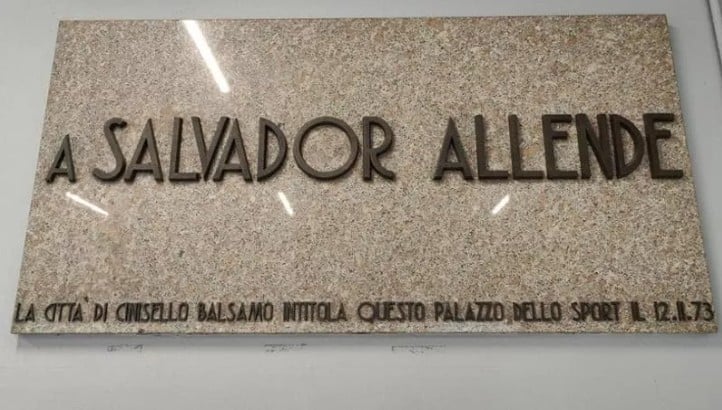 A SALVADOR ALLENDE
LA CITTA' DI CINISELLO BALSAMO INTITOLA QUESTO PALAZZO DELLO SPORT IL 12.11.73